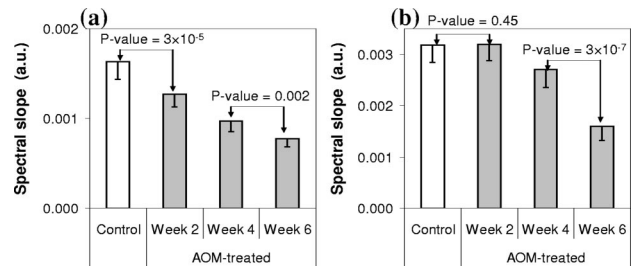 (a)
0.002
0.001
0.000
Spectral slope (a.u.)
P-value = 3×10-5
P-value = 0.002
Control
Week 2
Week 4
Week 6
AOM-treated
(b)
0.003
0.002
0.001
0.000
Spectral slope (a.u.)
P-value = 0.45
P-value = 3×10-7
Control
Week 2
Week 4
Week 6
AOM-treated